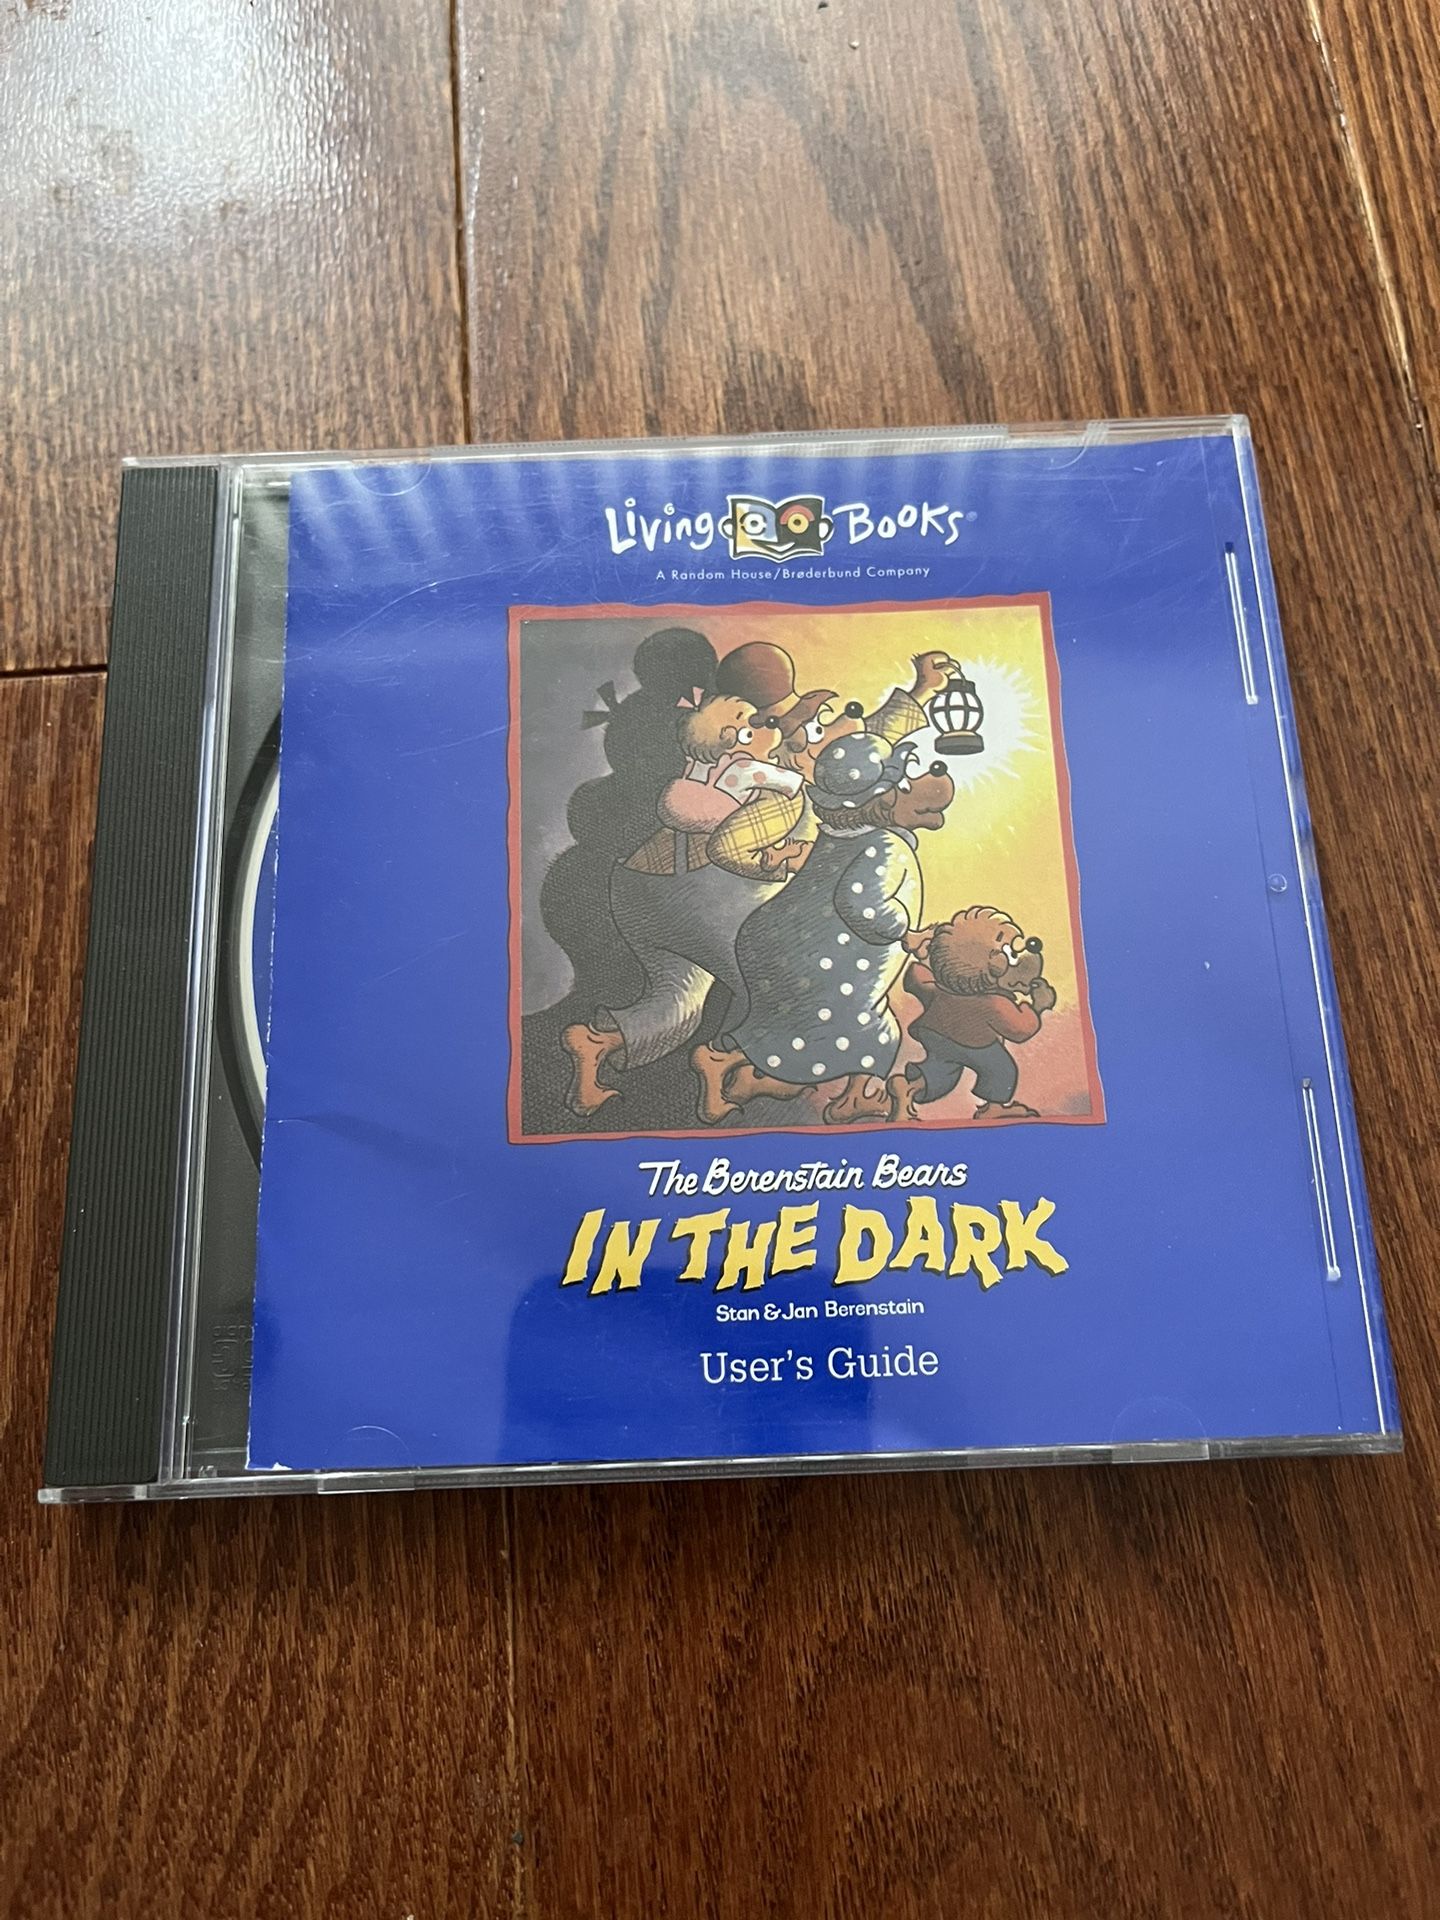 Living Books®
A Random House/Brøderbund Company
The Berenstain Bears
IN THE DARK
Stan & Jan Berenstain
User's Guide